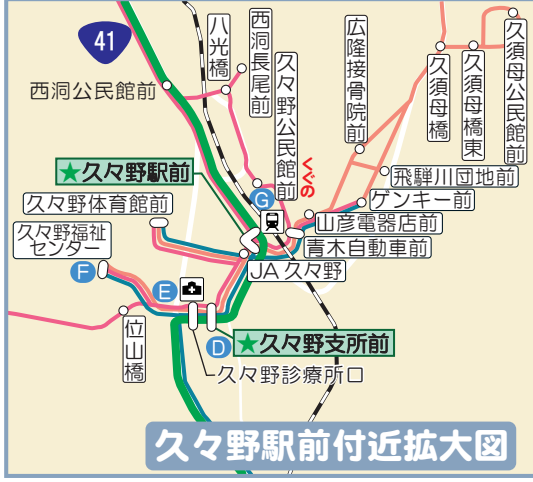 41
八光橋
西洞長尾前
久々野公民館前
広隆接骨院前
久須母橋
久須母橋東
久須母公民館前
西洞公民館前
くぐの
★久々野駅前
飛騨川団地前
ゲンキー前
久々野体育館前
G
山彦電器店前
青木自動車前
久々野福祉
センター
JA久々野
F
E
位山橋
D
★久々野支所前
久々野診療所口
久々野駅前付近拡大図